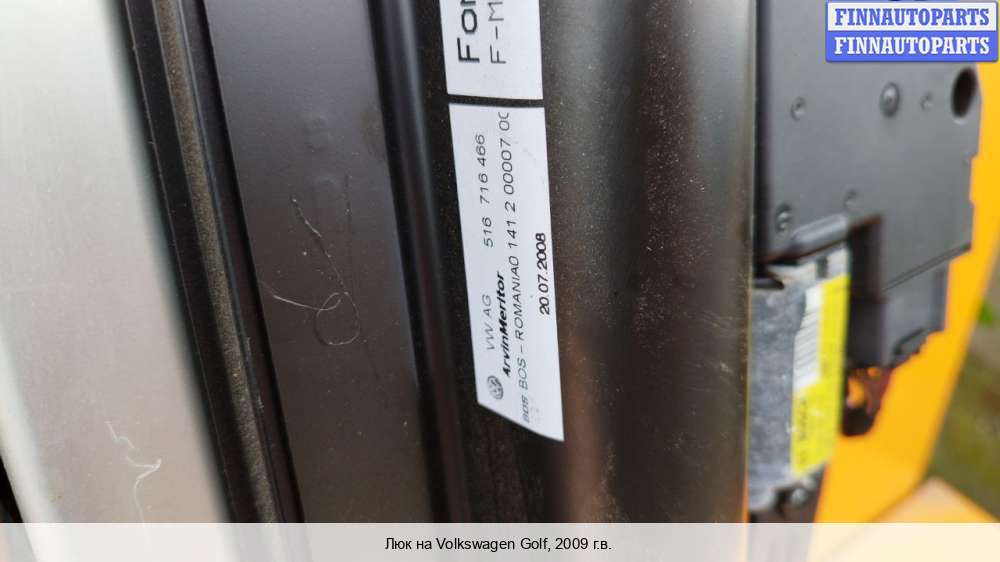 FINNAUTOPARTS
FINNAUTOPARTS
For
F-M
VW AG 516 716 466
ArvinMeritor
BOS BOS - ROMANIA0 141 2 00007 00
20.07.2008
Люк на Volkswagen Golf, 2009 г.в.